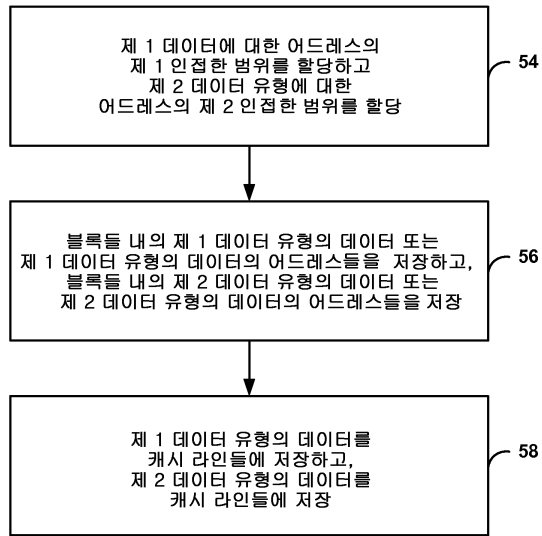 제 1 데이터에 대한 어드레스의
제 1 인접한 범위를 할당하고
제 2 데이터 유형에 대한
어드레스의 제 2 인접한 범위를 할당
54
블록들 내의 제 1 데이터 유형의 데이터 또는
제 1 데이터 유형의 데이터의 어드레스들을 저장하고,
블록들 내의 제 2 데이터 유형의 데이터 또는
제 2 데이터 유형의 데이터의 어드레스들을 저장
56
제 1 데이터 유형의 데이터를
캐시 라인들에 저장하고,
제 2 데이터 유형의 데이터를
캐시 라인들에 저장
58